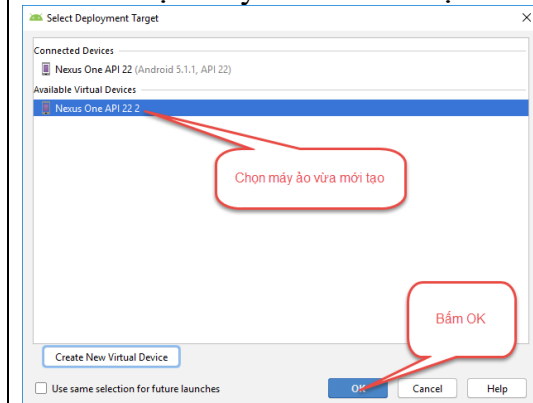 Select Deployment Target
Connected Devices
Nexus One API 22 (Android 5.1.1, API 22)
Available Virtual Devices
Nexus One API 22 2
Chọn máy ảo vừa mới tạo
Bấm OK
Create New Virtual Device
Use same selection for future launches
OK
Cancel
Help